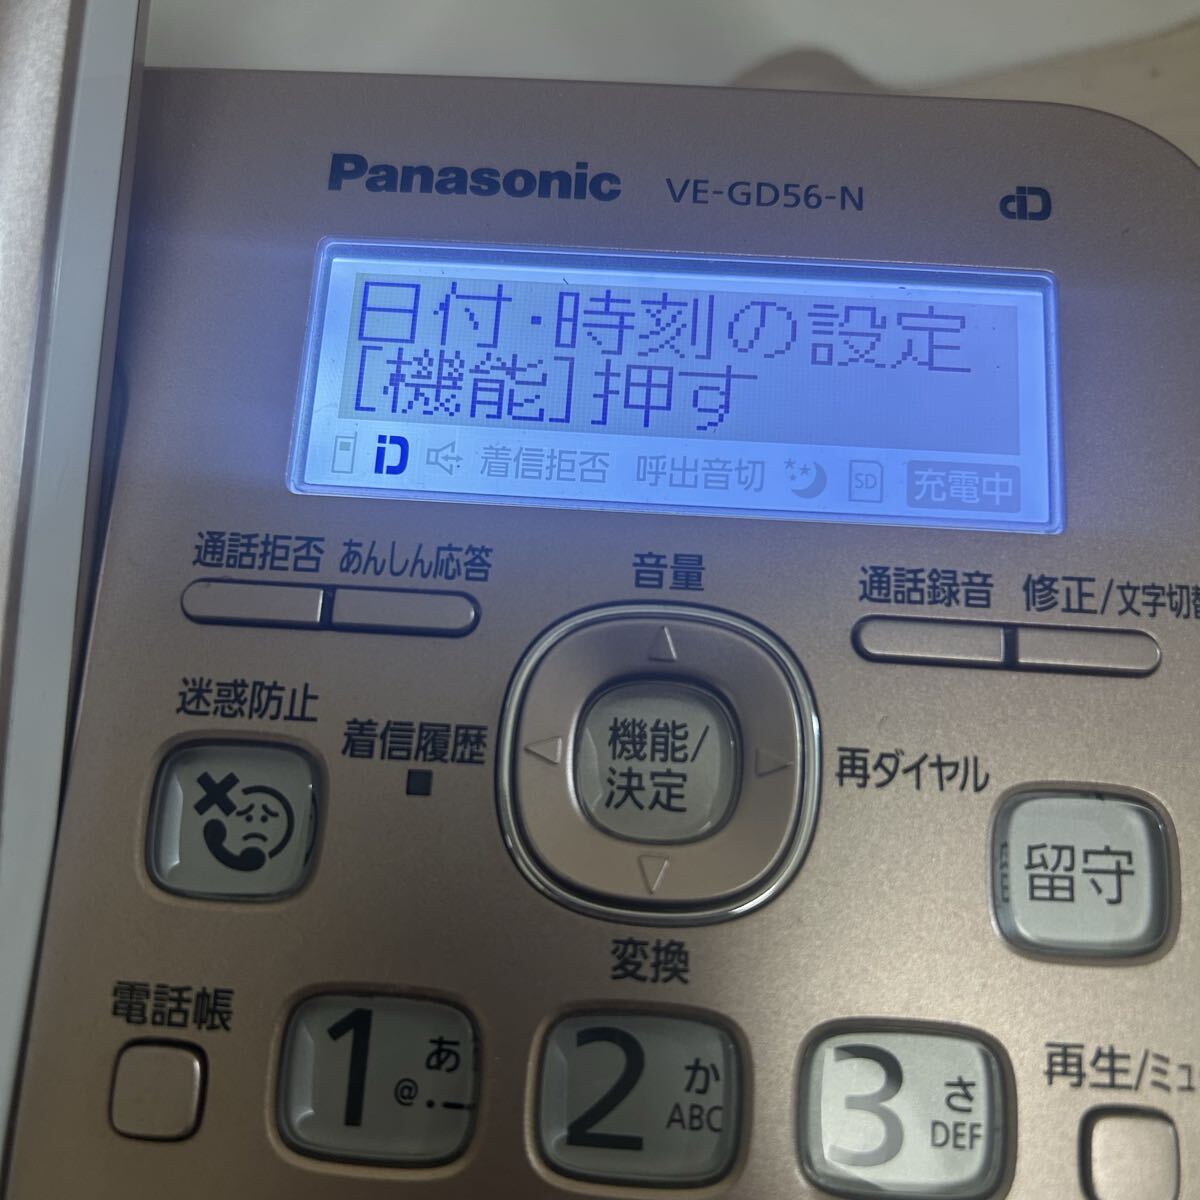 Panasonic VE-GD56-N
日付・時刻の設定
[機能]押す
iD 着信拒否 呼出音切 SD 充電中
通話拒否 あんしん応答
音量
通話録音 修正/文字切替
迷惑防止
着信履歴
機能/
決定
再ダイヤル
留守
変換
電話帳
1 あ @.ー
2 か ABC
3 さ DEF
再生/ミュ